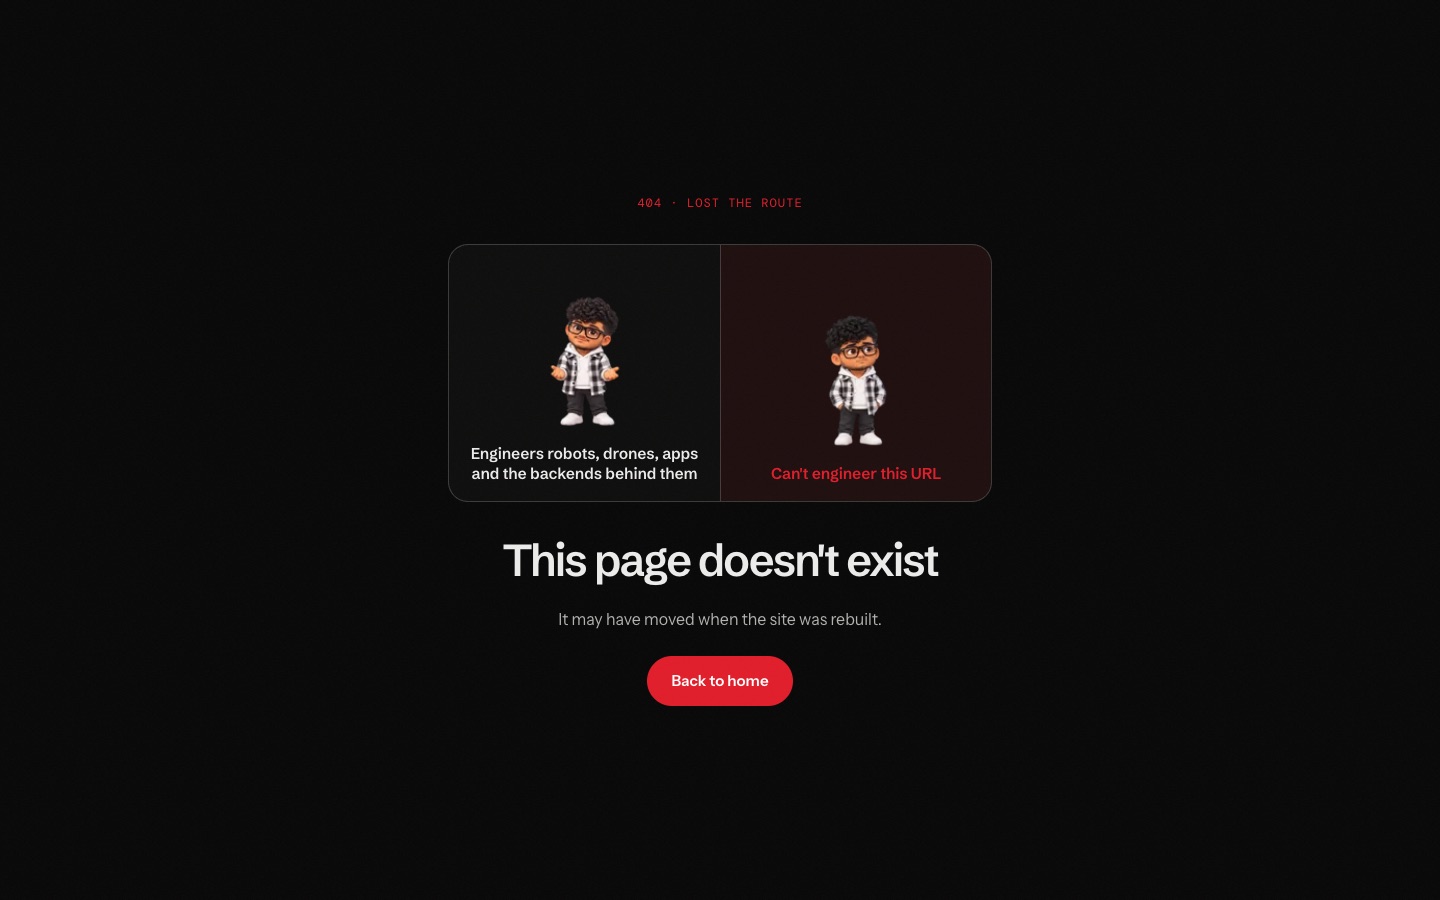 404 · LOST THE ROUTE
Engineers robots, drones, apps
and the backends behind them
Can't engineer this URL
This page doesn't exist
It may have moved when the site was rebuilt.
Back to home